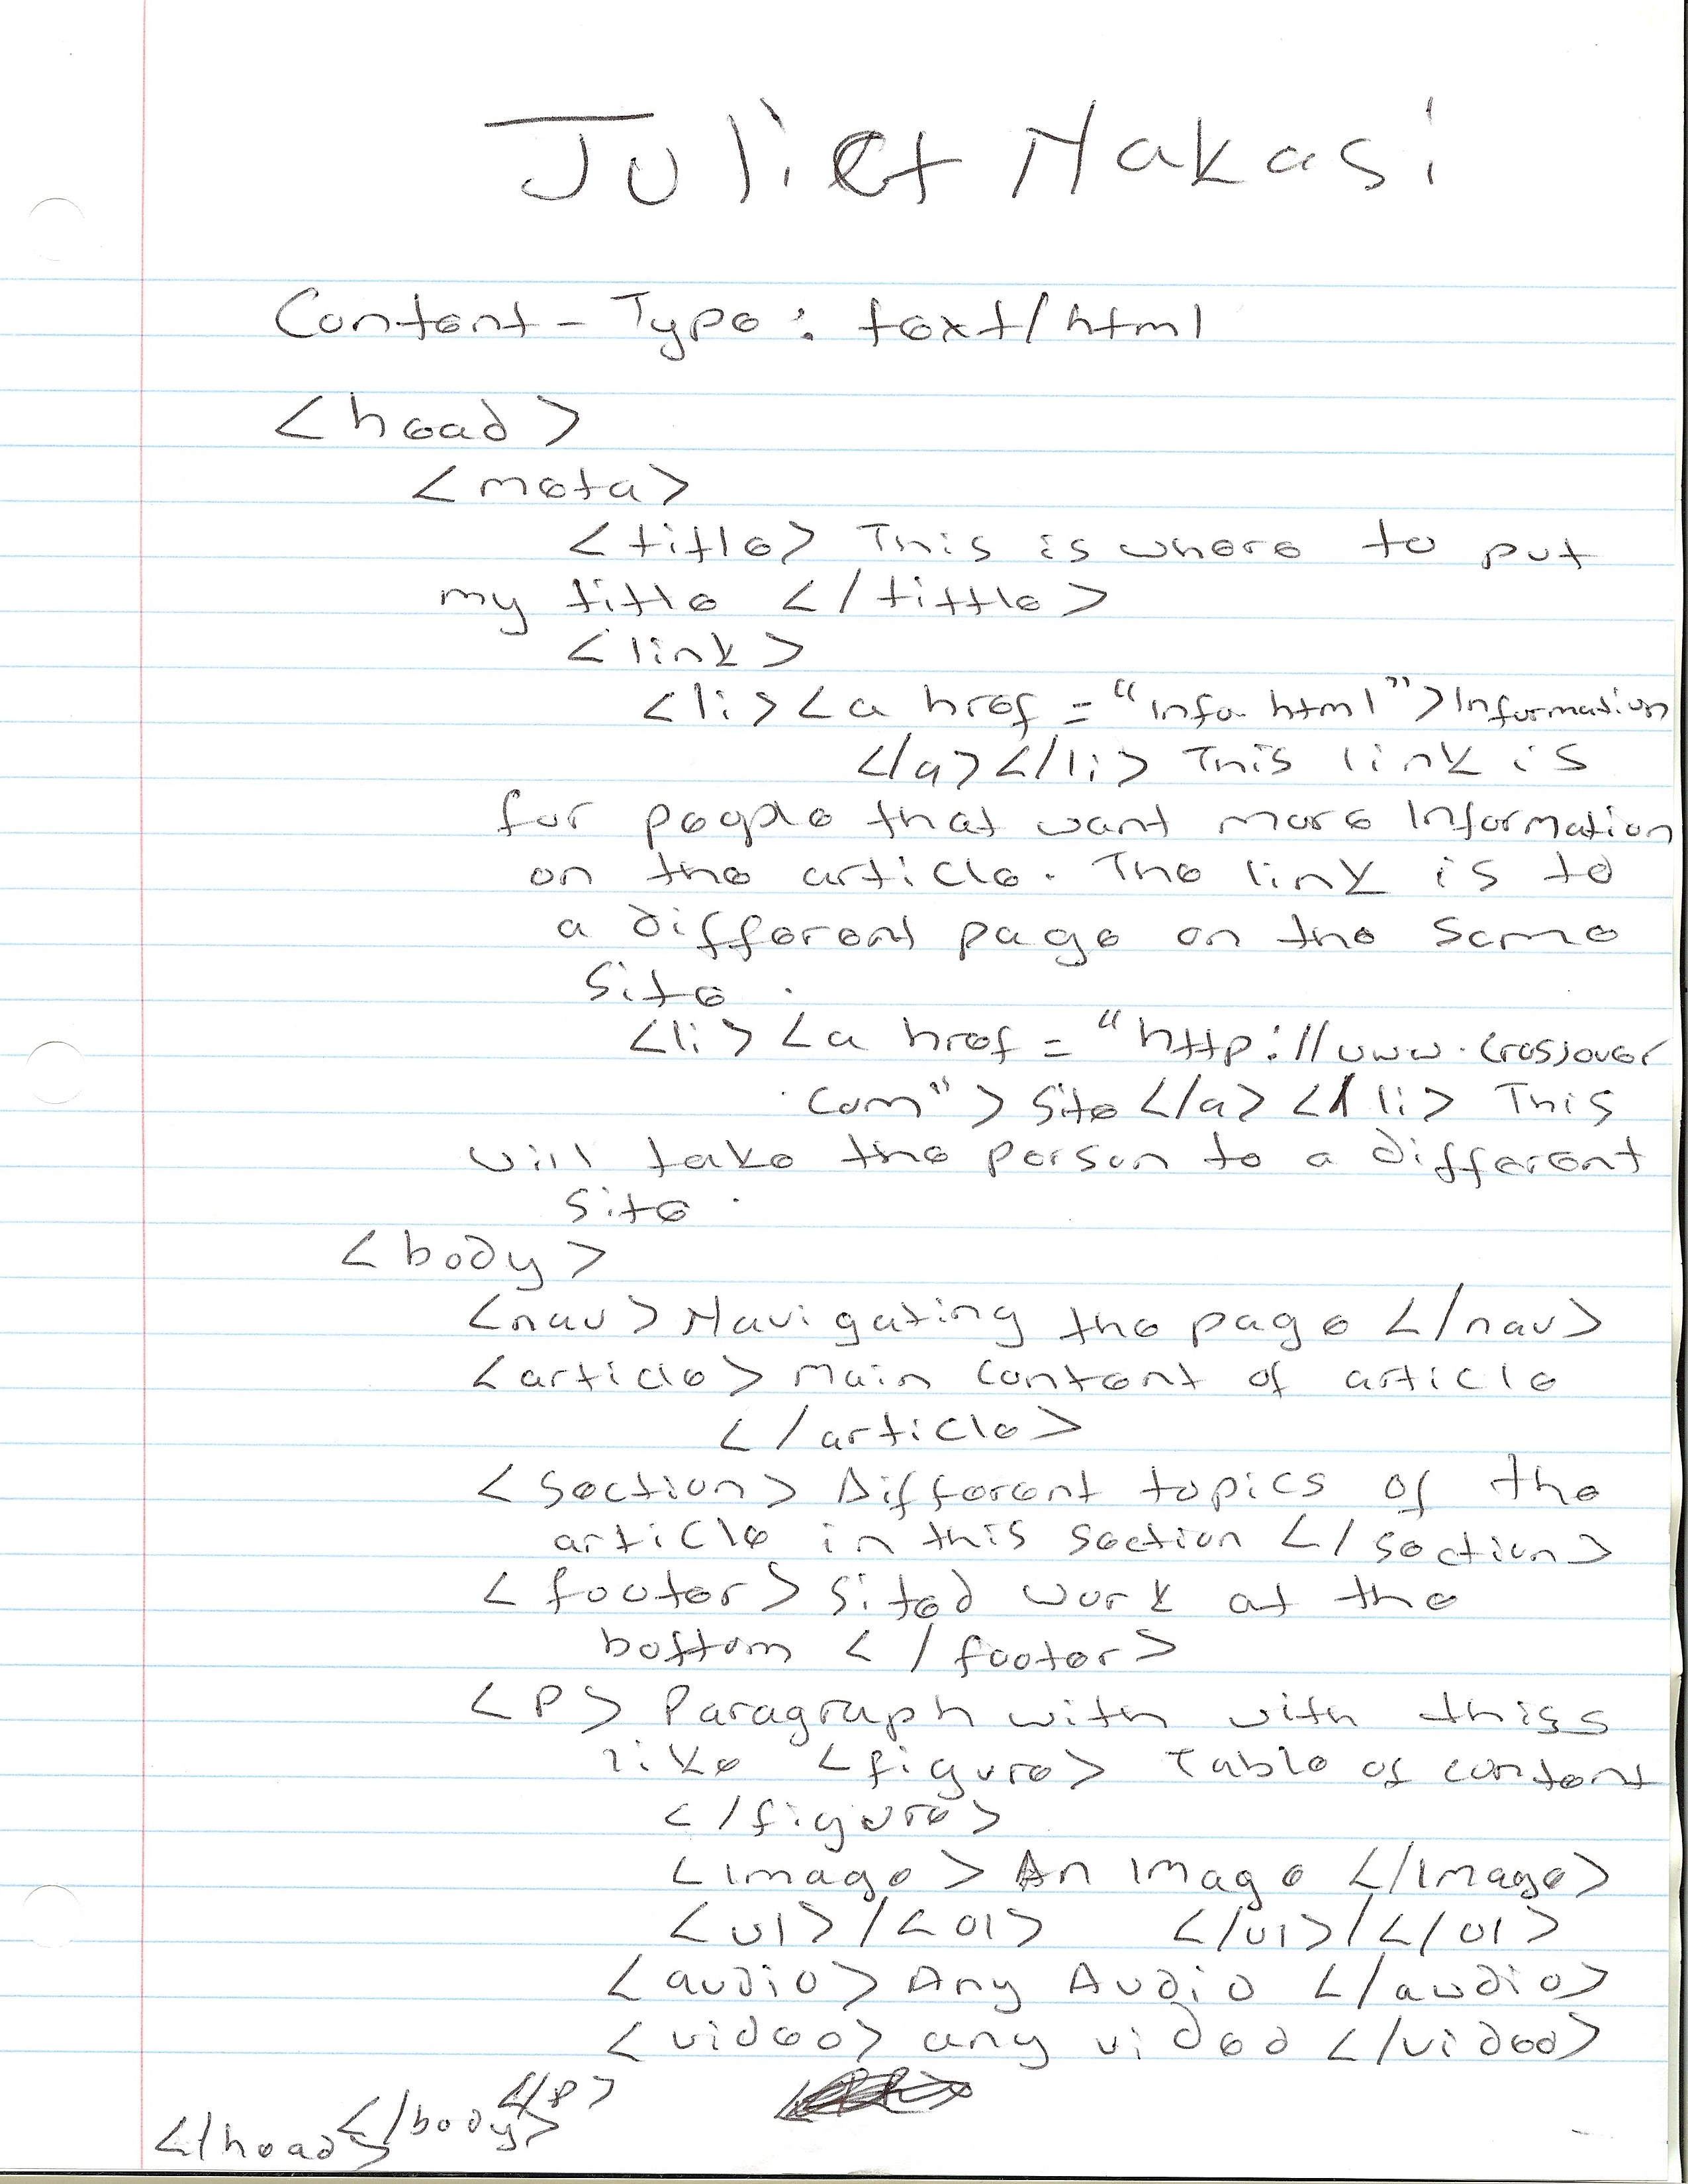 Juliet Nakasi
Content-Type: text/html
<head>
<meta>
<title> This is where to put
my title </tittle>
<link>
<li><a href = "info.html">Information
</a></li> This link is
for people that want more Information
on the article. The link is to
a different page on the same
site.
<li><a href = "http://www.crossover
.com"> site </a> </li> This
will take the person to a different
site.
<body>
<nav> Navigating the page </nav>
<article> Main content of article
</article>
<section> Different topics of the
article in this section </section>
<footer> Sited work at the
bottom </footer>
<P> Paragraph with with thiss
like <figure> Table of content
</figure>
<Image> An Image </Image>
<ul>/<ol> </ul>/</ol>
<audio> Any Audio </audio>
<video> any video </video>
</p>
</body>
</head>